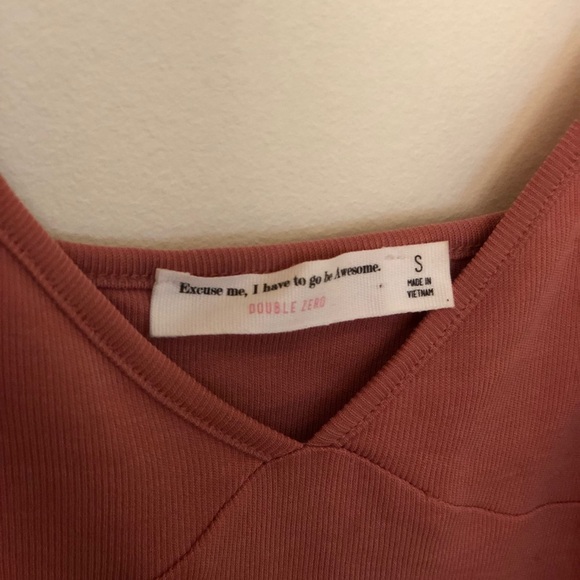 Excuse me, I have to go be Awesome.
DOUBLE ZERO
S
MADE IN
VIETNAM